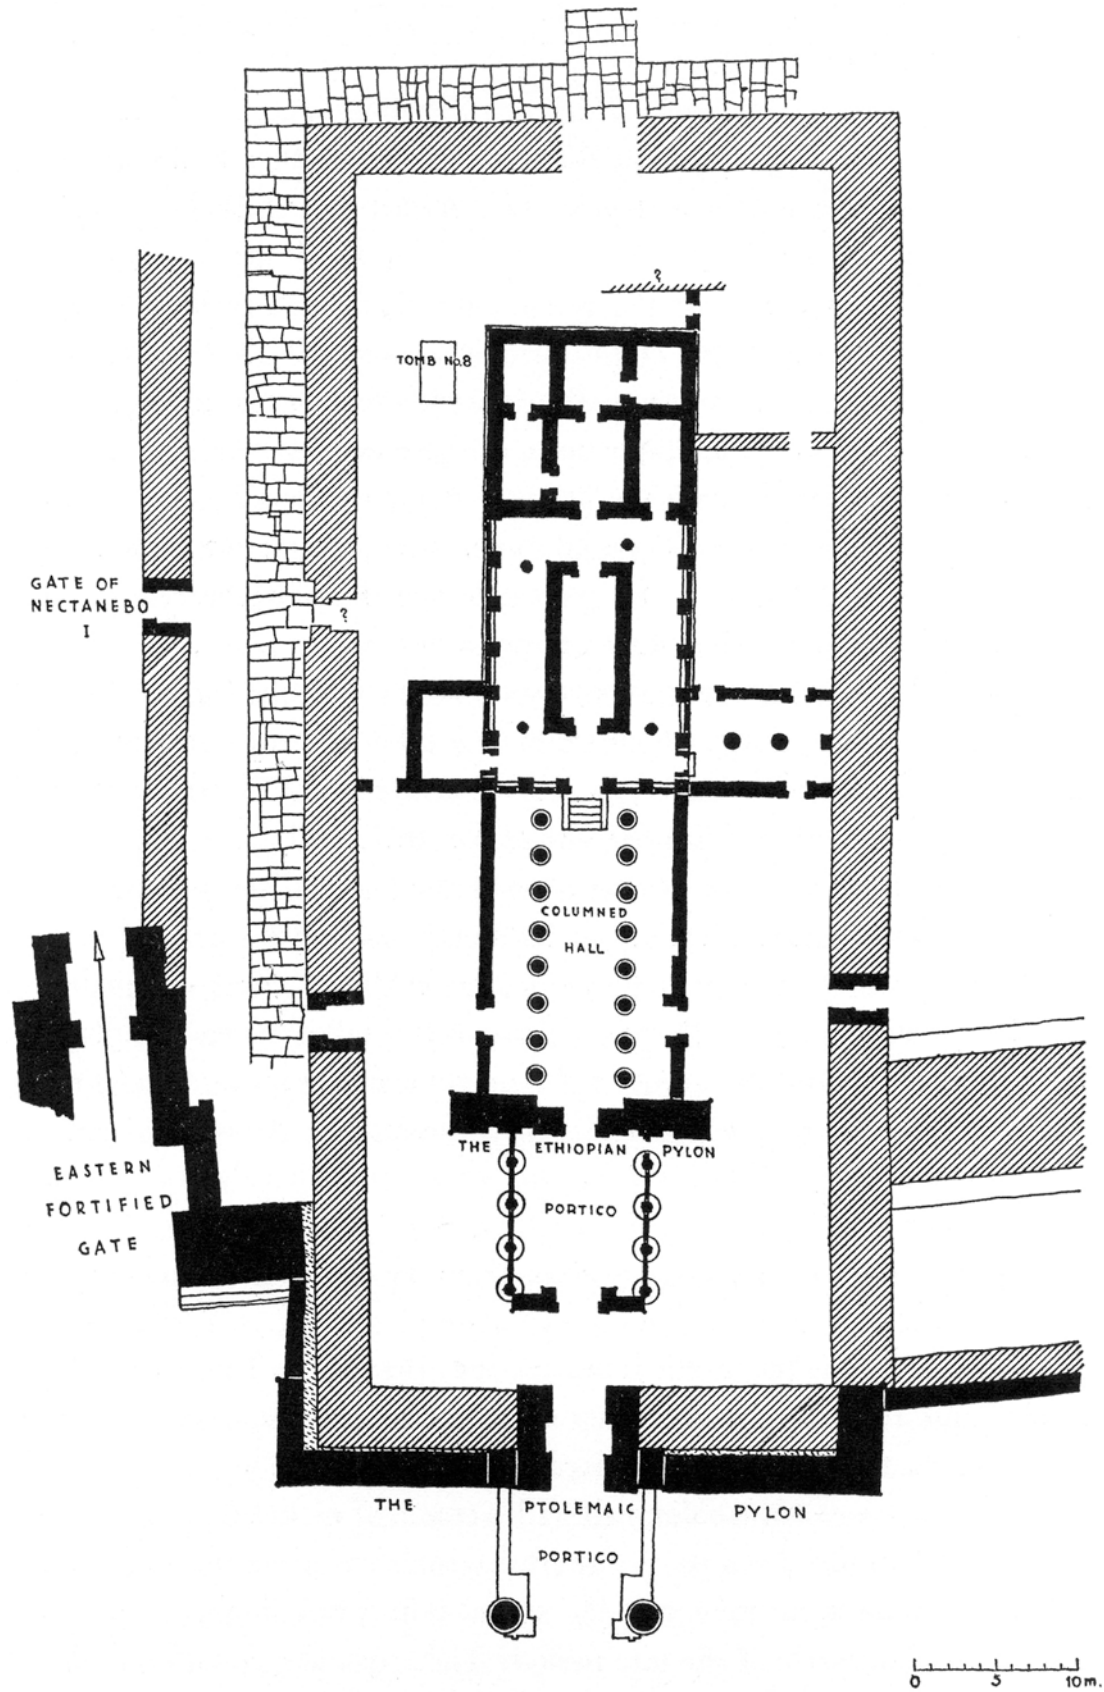 ?
TOMB No.8
GATE OF
NECTANEBO
I
?
COLUMNED
HALL
EASTERN
FORTIFIED
GATE
THE ETHIOPIAN PYLON
PORTICO
THE PTOLEMAIC PYLON
PORTICO
0 5 10 m.